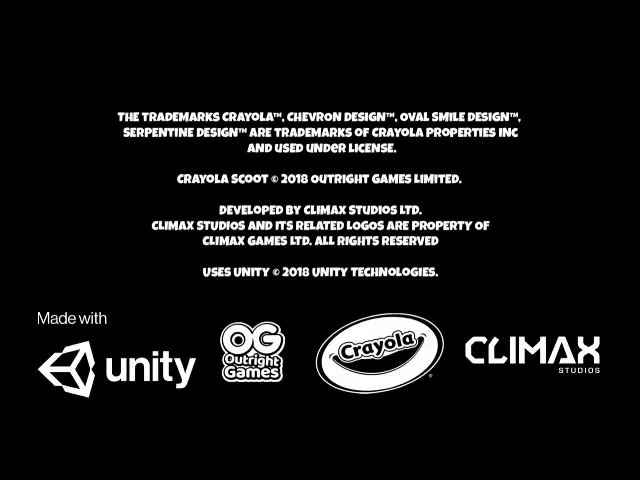 THE TRADEMARKS CRAYOLA™, CHEVRON DESIGN™, OVAL SMILE DESIGN™,
SERPENTINE DESIGN™ ARE TRADEMARKS OF CRAYOLA PROPERTIES INC
AND USED UNDER LICENSE.
CRAYOLA SCOOT © 2018 OUTRIGHT GAMES LIMITED.
DEVELOPED BY CLIMAX STUDIOS LTD.
CLIMAX STUDIOS AND ITS RELATED LOGOS ARE PROPERTY OF
CLIMAX GAMES LTD. ALL RIGHTS RESERVED
USES UNITY © 2018 UNITY TECHNOLOGIES.
Made with
unity
OG
Outright
Games
Crayola
®
CLIMAX
STUDIOS